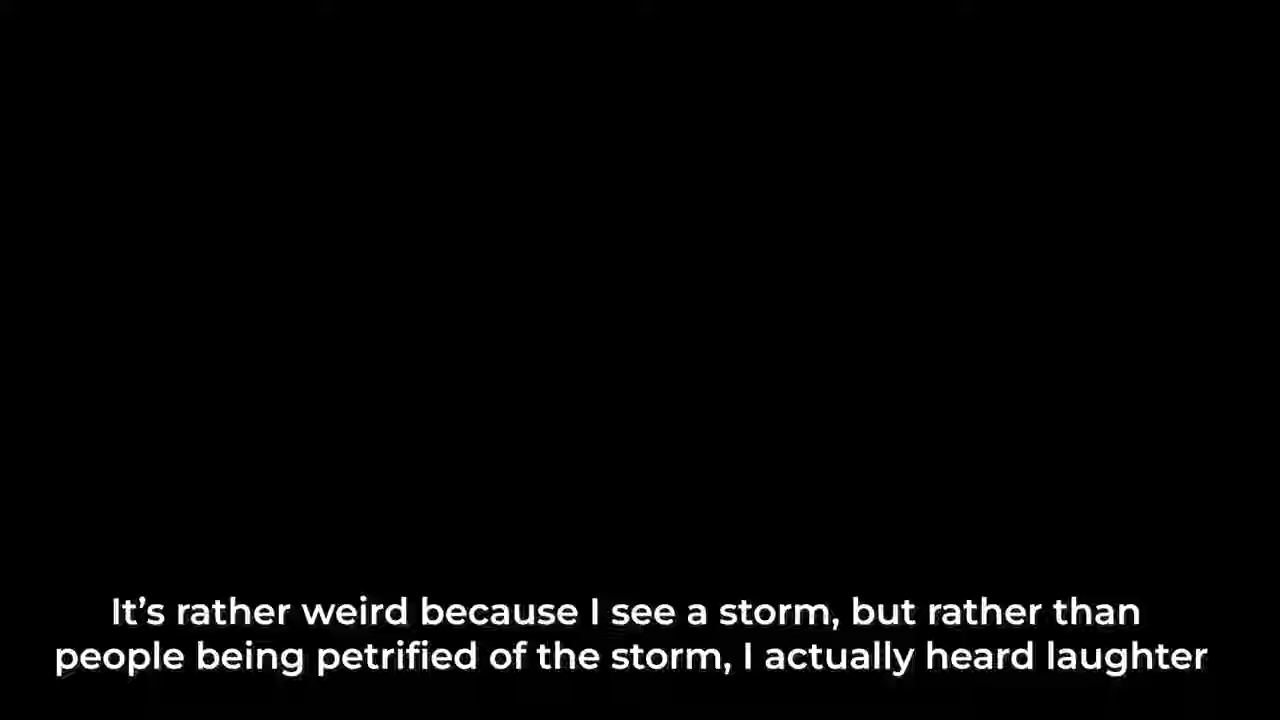 It’s rather weird because I see a storm, but rather than
people being petrified of the storm, I actually heard laughter